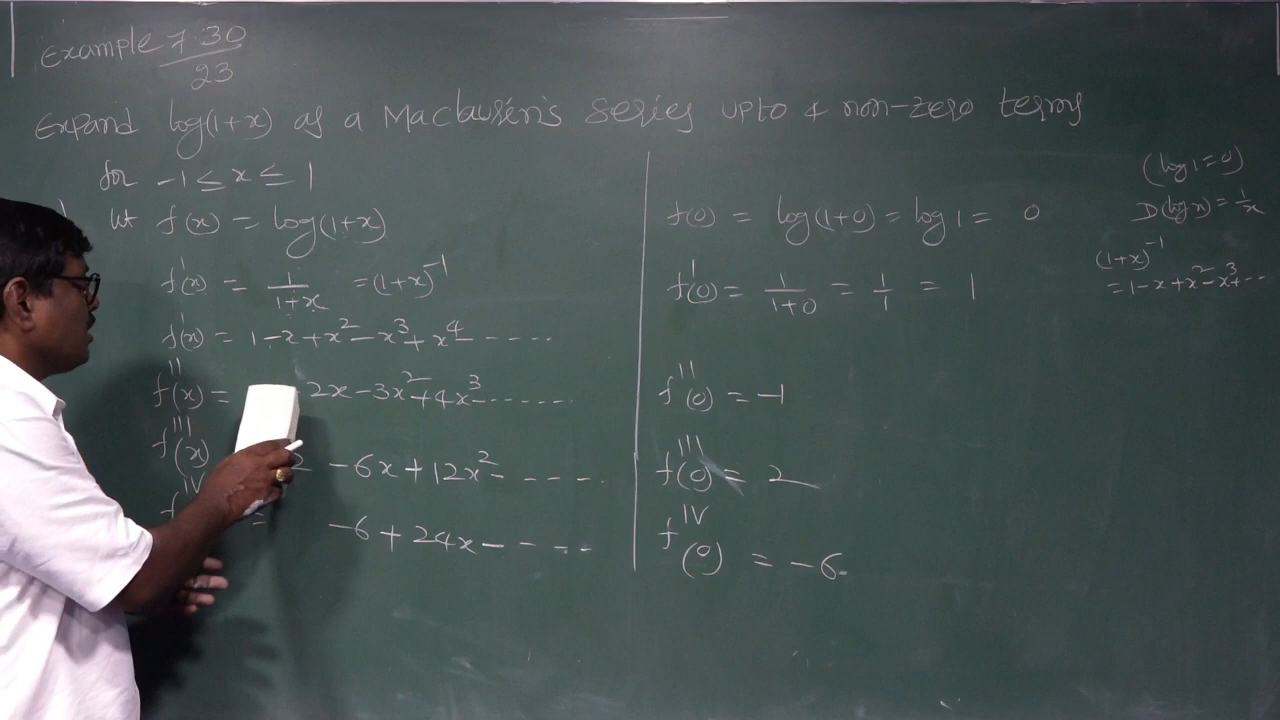 Example 7.30
23
Expand log(1+x) as a Maclaurin's Series upto 4 non-zero terms
for -1 ≤ x ≤ 1
let f(x) = log(1+x)
f'(x) = 1/(1+x) = (1+x)^-1
f'(x) = 1-x+x^2-x^3+x^4-----
f''(x) = 2x-3x^2+4x^3------
f'''(x) 2 -6x+12x^2- ----
f^IV = -6+24x-----
f(0) = log(1+0) = log 1 = 0
f'(0) = 1/(1+0) = 1/1 = 1
f''(0) = -1
f'''(0) = 2
f^IV(0) = -6
(log 1 = 0)
D(log x) = 1/x
(1+x)^-1
= 1-x+x^2-x^3+---